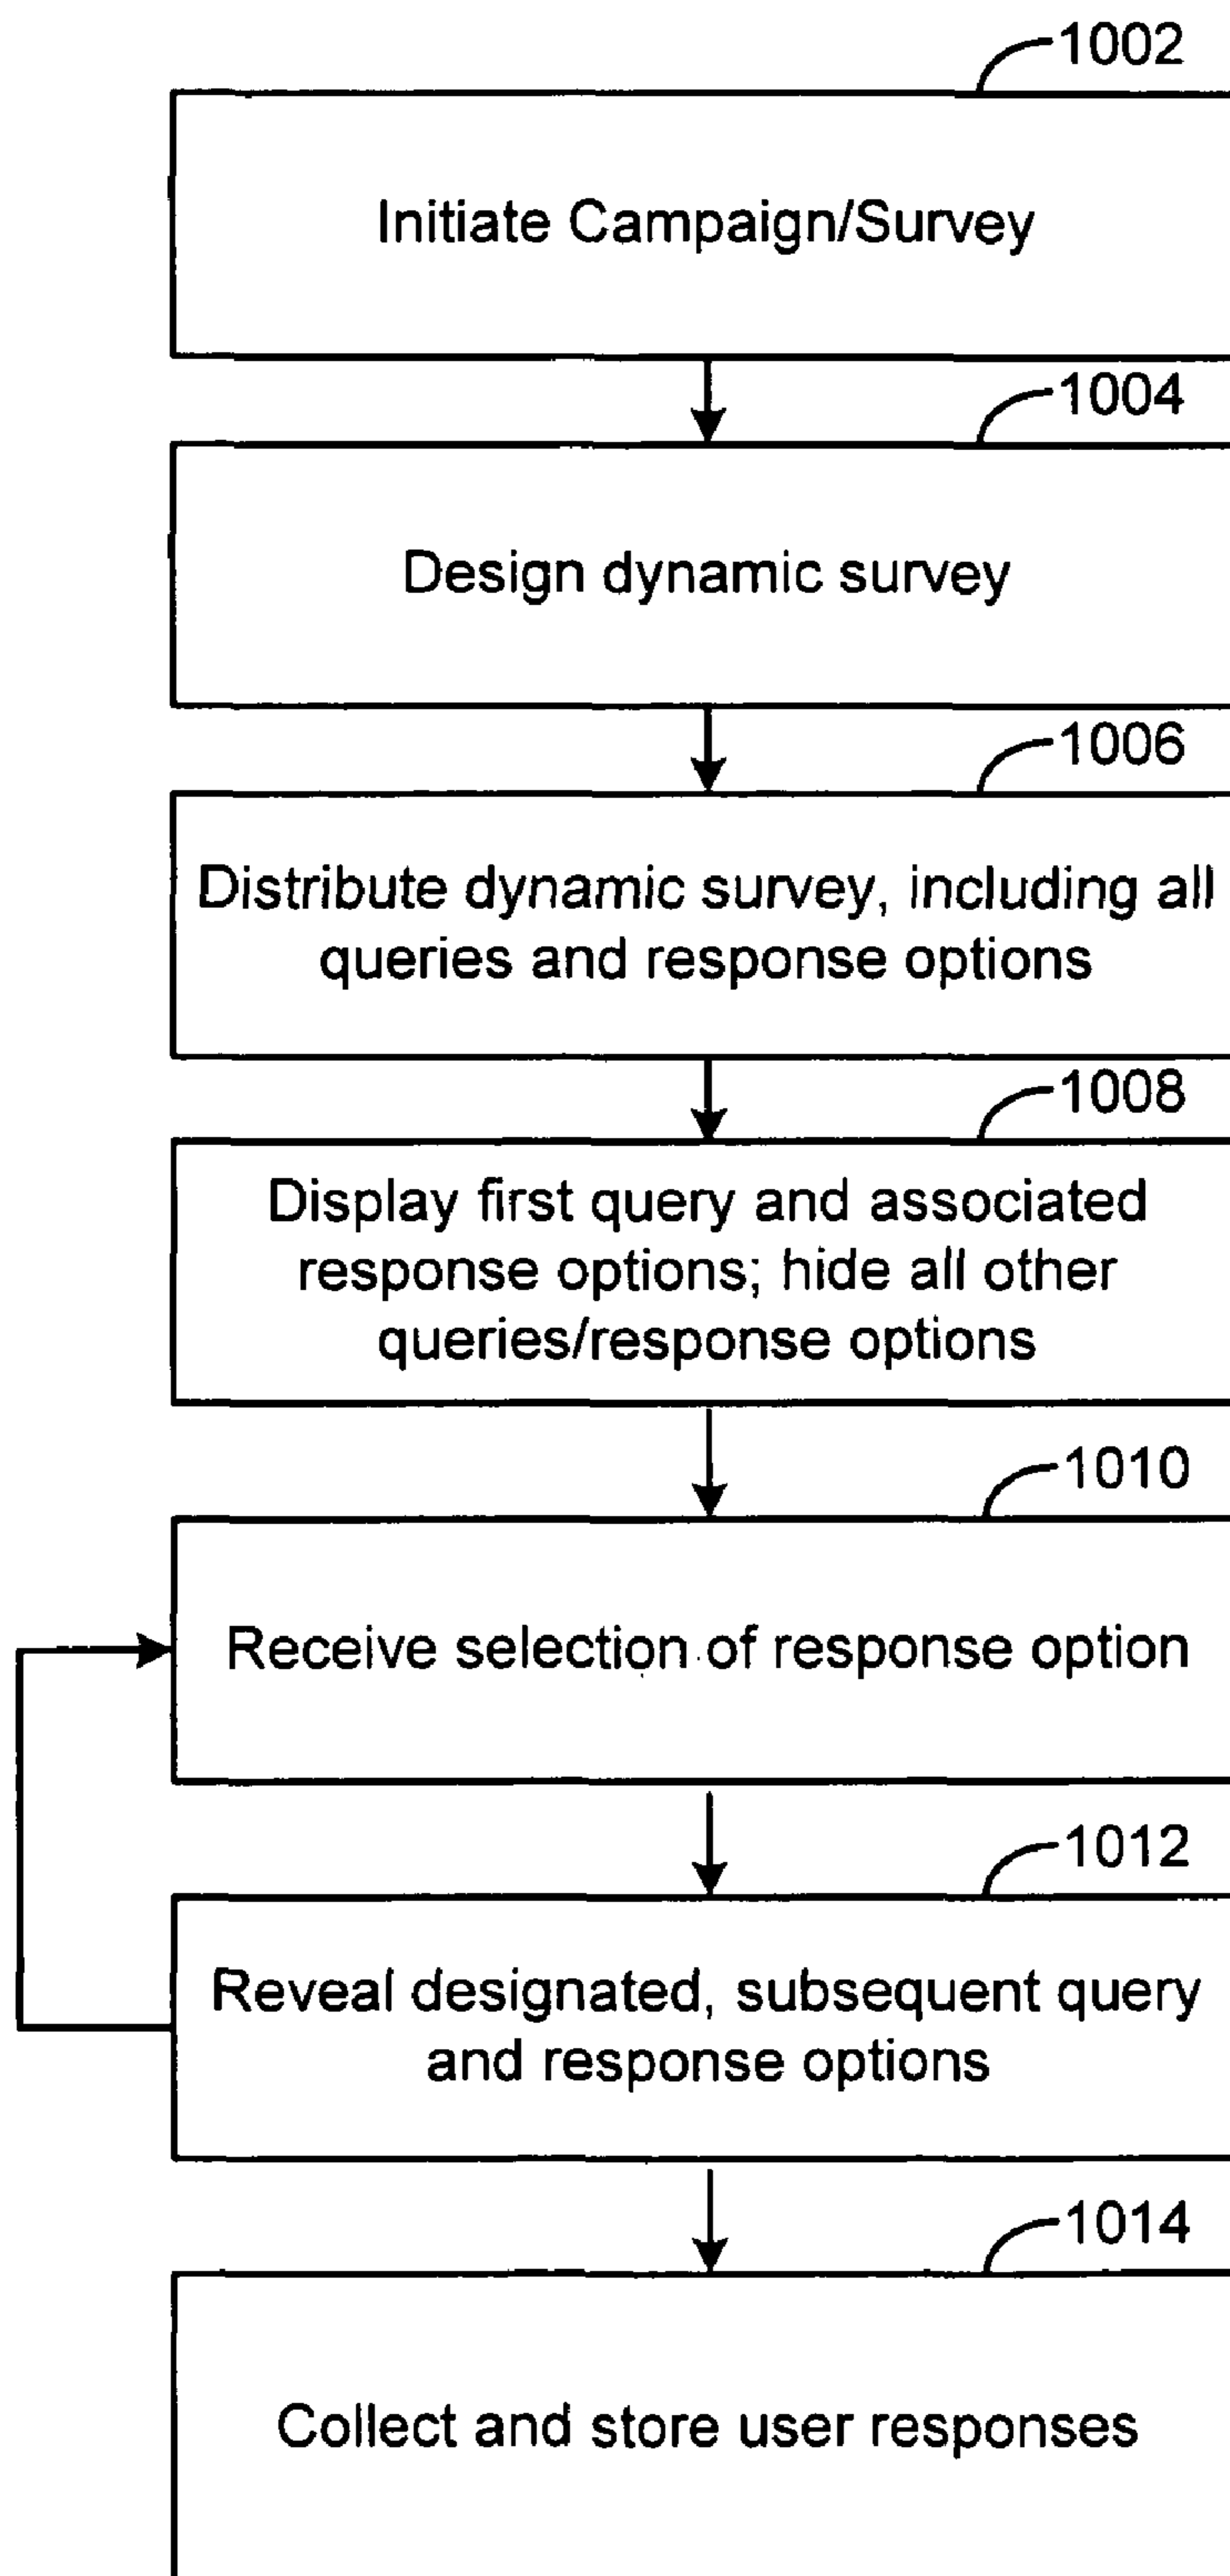 1002
Initiate Campaign/Survey
1004
Design dynamic survey
1006
Distribute dynamic survey, including all
queries and response options
1008
Display first query and associated
response options; hide all other
queries/response options
1010
Receive selection of response option
1012
Reveal designated, subsequent query
and response options
1014
Collect and store user responses